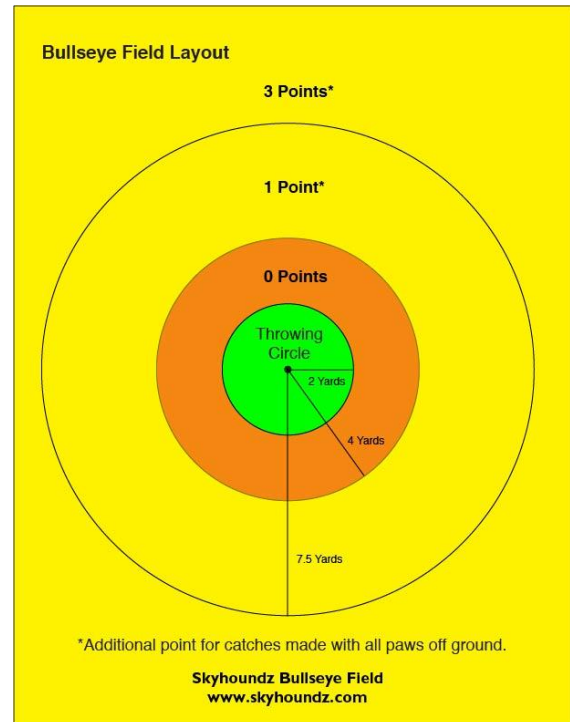 Bullseye Field Layout
3 Points*
1 Point*
0 Points
Throwing
Circle
2 Yards
4 Yards
7.5 Yards
*Additional point for catches made with all paws off ground.
Skyhoundz Bullseye Field
www.skyhoundz.com